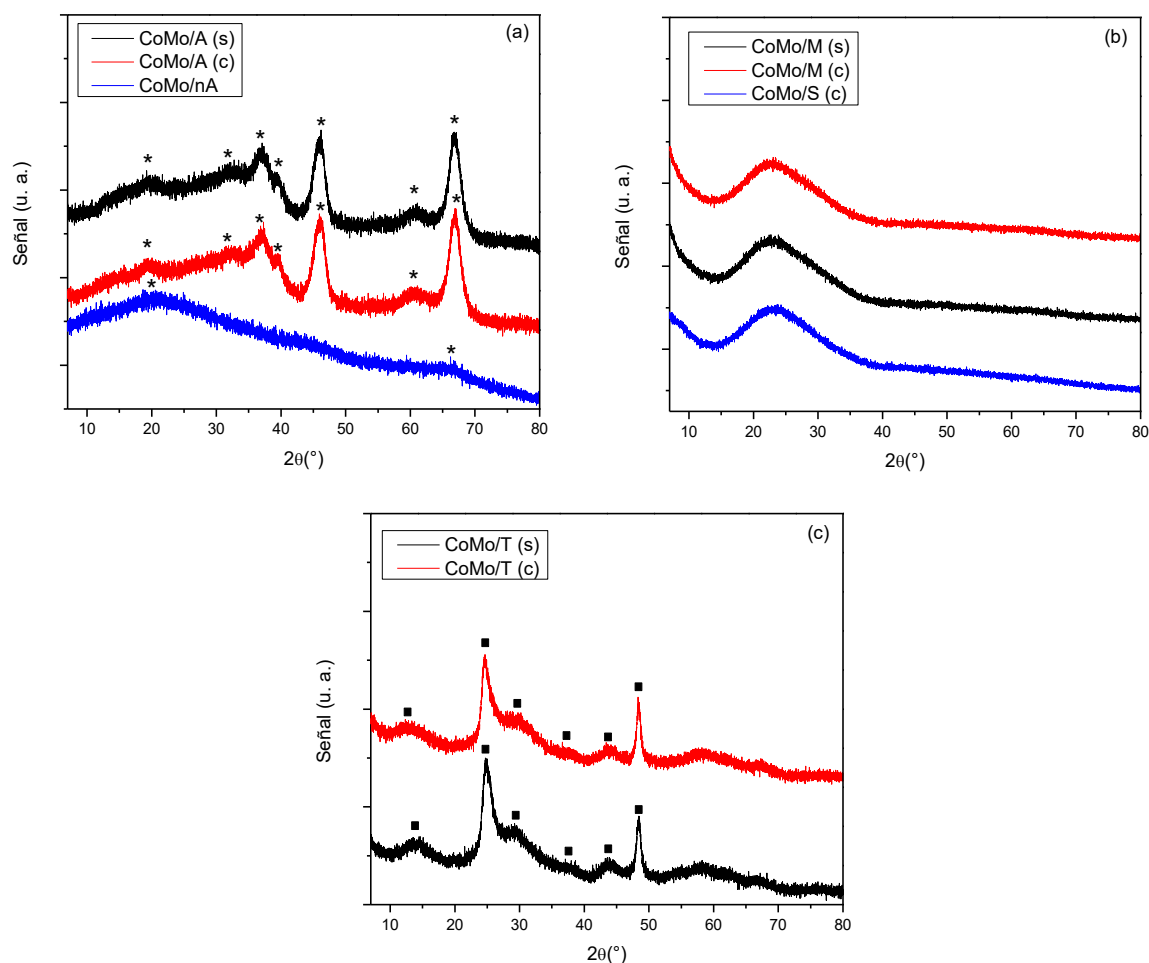 (a)
CoMo/A (s)
CoMo/A (c)
CoMo/nA
* * * * * * *
* * * * * * *
* *
Señal (u. a.)
10 20 30 40 50 60 70 80
2θ(°)
(b)
CoMo/M (s)
CoMo/M (c)
CoMo/S (c)
Señal (u. a.)
10 20 30 40 50 60 70 80
2θ(°)
(c)
CoMo/T (s)
CoMo/T (c)
Señal (u. a.)
10 20 30 40 50 60 70 80
2θ(°)